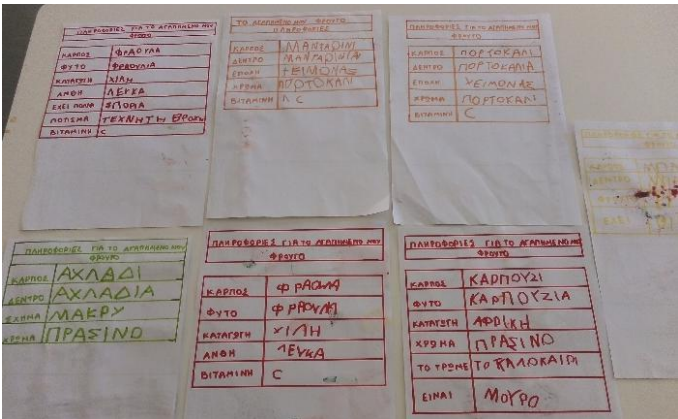 ΠΛΗΡΟΦΟΡΙΕΣ ΓΙΑ ΤΟ ΑΓΑΠΗΜΕΝΟ ΜΟΥ
ΦΡΟΥΤΟ
ΚΑΡΠΟΣ ΦΡΑΟΥΛΑ
ΦΥΤΟ ΦΡΑΟΥΛΙΑ
ΚΑΤΑΓΩΓΗ ΧΙΛΗ
ΑΝΘΗ ΛΕΥΚΑ
ΕΧΕΙ ΠΟΛΛΑ ΣΠΟΡΙΑ
ΠΟΤΙΣΜΑ ΤΕΧΝΗΤΗ ΒΡΟΧΗ
ΒΙΤΑΜΙΝΗ C
ΤΟ ΑΓΑΠΗΜΕΝΟ ΜΟΥ ΦΡΟΥΤΟ
ΠΛΗΡΟΦΟΡΙΕΣ
ΚΑΡΠΟΣ ΜΑΝΤΑΡΙΝΙ
ΔΕΝΤΡΟ ΜΑΝΤΑΡΙΝΙΑ
ΕΠΟΧΗ ΧΕΙΜΩΝΑΣ
ΧΡΩΜΑ ΠΟΡΤΟΚΑΛΙ
ΒΙΤΑΜΙΝΗ C
ΠΛΗΡΟΦΟΡΙΕΣ ΓΙΑ ΤΟ ΑΓΑΠΗΜΕΝΟ ΜΟΥ
ΦΡΟΥΤΟ
ΚΑΡΠΟΣ ΠΟΡΤΟΚΑΛΙ
ΔΕΝΤΡΟ ΠΟΡΤΟΚΑΛΙΑ
ΕΠΟΧΗ ΧΕΙΜΩΝΑΣ
ΧΡΩΜΑ ΠΟΡΤΟΚΑΛΙ
ΒΙΤΑΜΙΝΗ C
ΠΛΗΡΟΦΟΡΙΕΣ ΓΙΑ ΤΟ ΑΓΑΠΗΜΕΝΟ ΜΟΥ
ΦΡΟΥΤΟ
ΚΑΡΠΟΣ ΑΧΛΑΔΙ
ΔΕΝΤΡΟ ΑΧΛΑΔΙΑ
ΣΧΗΜΑ ΜΑΚΡΥ
ΧΡΩΜΑ ΠΡΑΣΙΝΟ
ΠΛΗΡΟΦΟΡΙΕΣ ΓΙΑ ΤΟ ΑΓΑΠΗΜΕΝΟ ΜΟΥ
ΦΡΟΥΤΟ
ΚΑΡΠΟΣ ΦΡΑΟΥΛΑ
ΦΥΤΟ ΦΡΑΟΥΛΙΑ
ΚΑΤΑΓΩΓΗ ΧΙΛΗ
ΑΝΘΗ ΛΕΥΚΑ
ΒΙΤΑΜΙΝΗ C
ΠΛΗΡΟΦΟΡΙΕΣ ΓΙΑ ΤΟ ΑΓΑΠΗΜΕΝΟ ΜΟΥ
ΦΡΟΥΤΟ
ΚΑΡΠΟΣ ΚΑΡΠΟΥΖΙ
ΦΥΤΟ ΚΑΡΠΟΥΖΙΑ
ΚΑΤΑΓΩΓΗ ΑΦΡΙΚΗ
ΧΡΩΜΑ ΠΡΑΣΙΝΟ
ΤΟ ΤΡΩΜΕ ΤΟ ΚΑΛΟΚΑΙΡΙ
ΕΙΝΑΙ ΜΟΥΡΟ